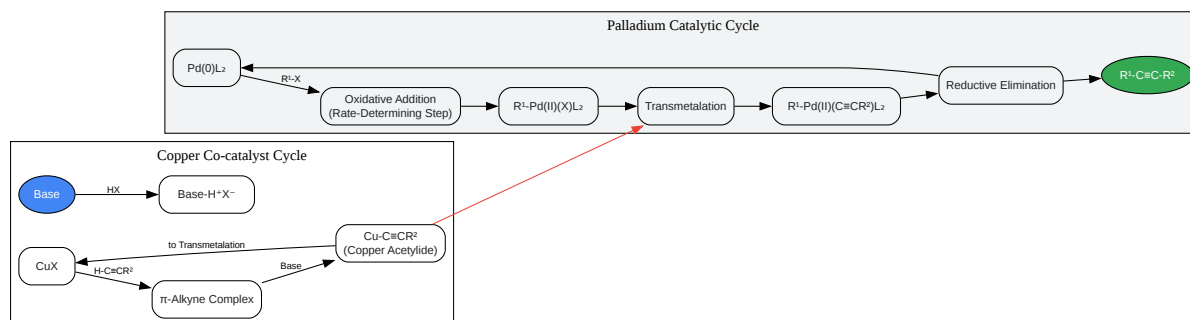 Palladium Catalytic Cycle
Pd(0)L₂
R¹-X
Oxidative Addition
(Rate-Determining Step)
R¹-Pd(II)(X)L₂
Transmetalation
R¹-Pd(II)(C≡CR²)L₂
Reductive Elimination
R¹-C≡C-R²
Copper Co-catalyst Cycle
Base
HX
Base-H⁺X⁻
CuX
H-C≡CR²
π-Alkyne Complex
Base
Cu-C≡CR²
(Copper Acetylide)
to Transmetalation